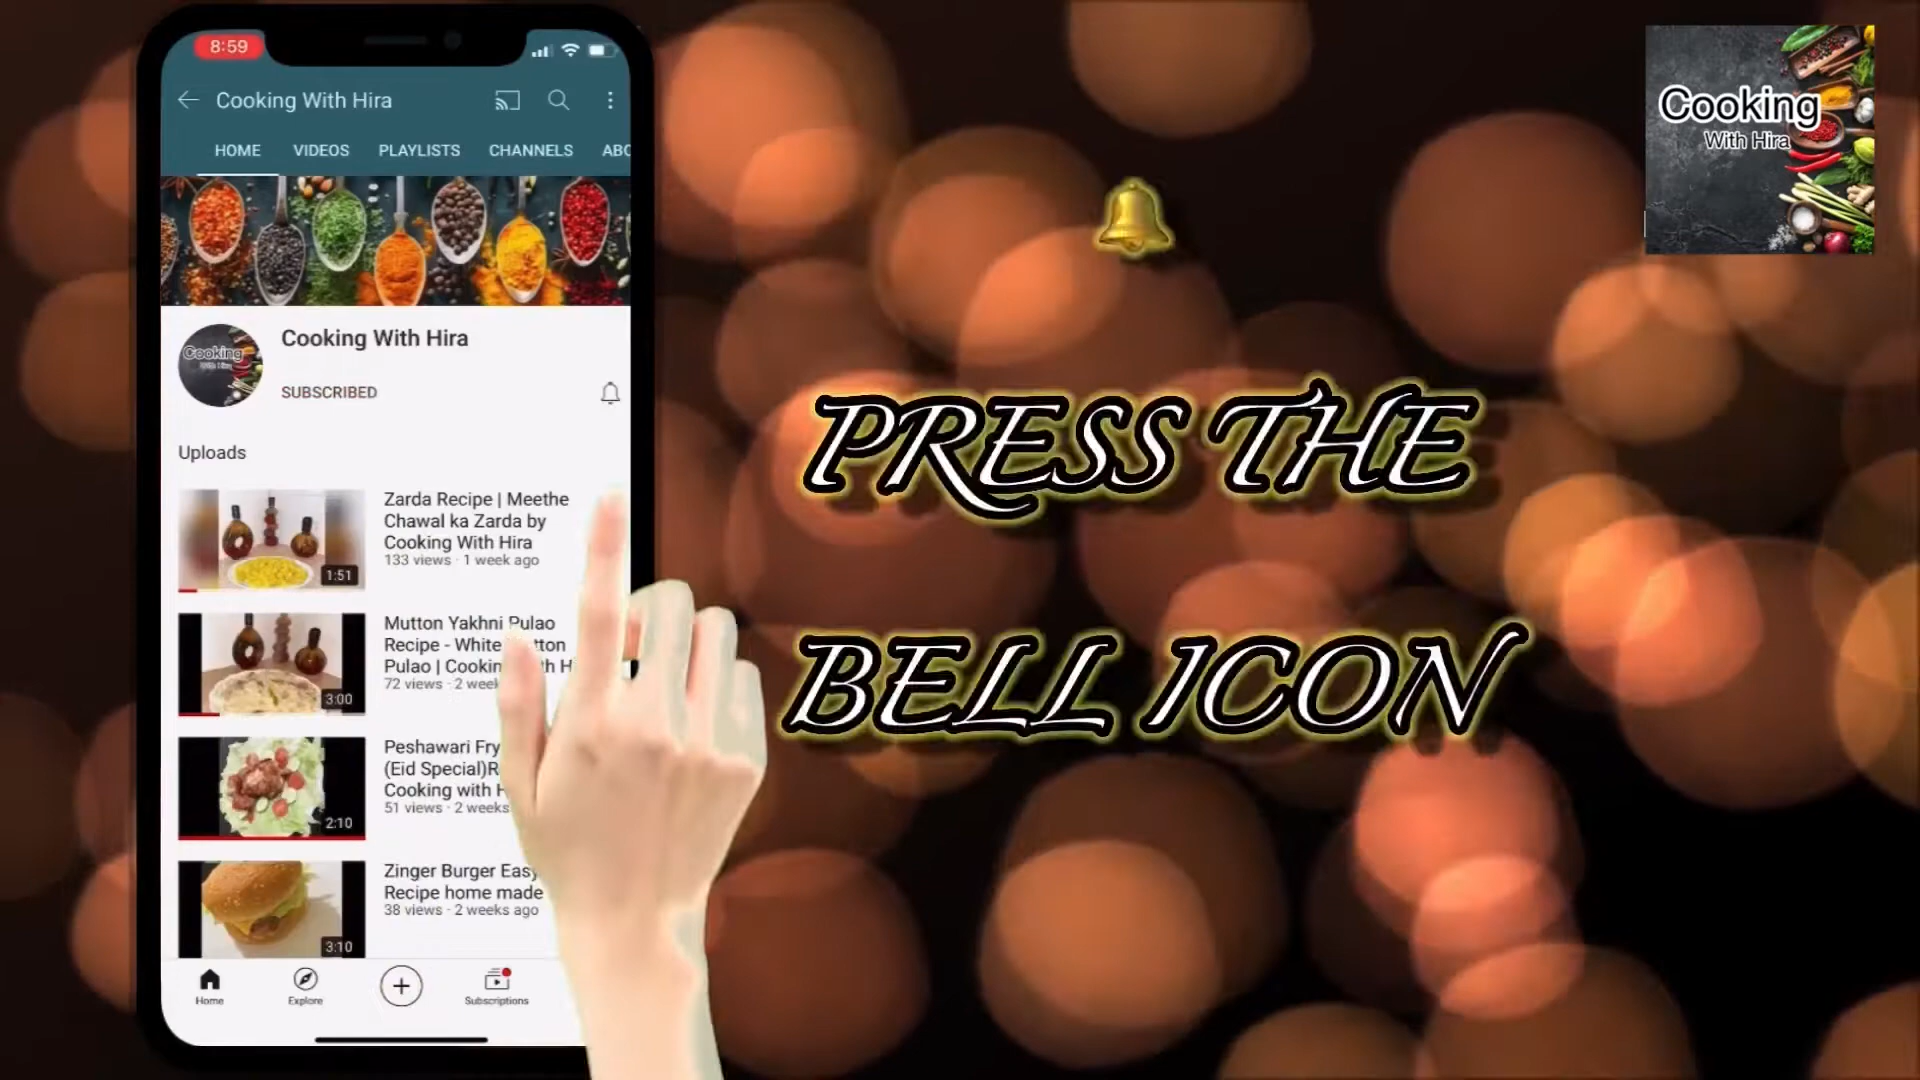 8:59
Cooking With Hira
HOME VIDEOS PLAYLISTS CHANNELS ABO
Cooking With Hira
Cooking
With Hira
SUBSCRIBED
Uploads
Zarda Recipe | Meethe
Chawal ka Zarda by
Cooking With Hira
133 views · 1 week ago
1:51
Mutton Yakhni Pulao
Recipe - White
Pulao |
72 views · 2
3:00
Peshawari Fry
(Eid Special)
Cooking with
51 views · 2 weeks
2:10
Zinger Burger Easy
Recipe home made
38 views · 2 weeks ago
3:10
Home
Explore
Subscriptions
PRESS THE
BELL ICON
Cooking
With Hira